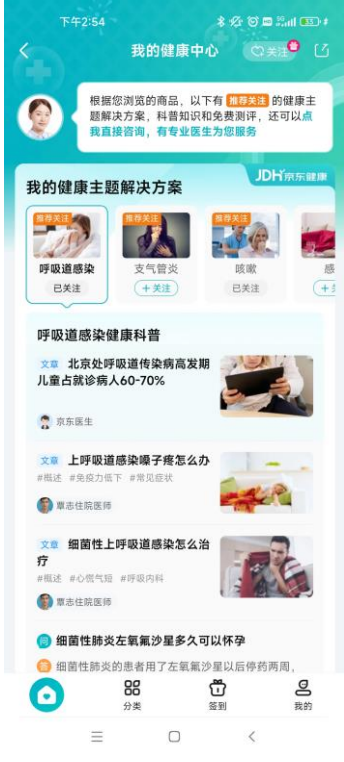 下午2:54
我的健康中心
关注
根据您浏览的商品，以下有 推荐关注 的健康主
题解决方案，科普知识和免费测评，还可以点
我直接咨询，有专业医生为您服务
我的健康主题解决方案
JDH 京东健康
推荐关注
推荐关注
推荐关注
呼吸道感染
支气管炎
咳嗽
已关注
+关注
已关注
呼吸道感染健康科普
文章 北京处呼吸道传染病高发期
儿童占就诊病人60-70%
京东医生
文章 上呼吸道感染嗓子疼怎么办
#概述 #免疫力低下 #常见症状
覃志住院医师
文章 细菌性上呼吸道感染怎么治
疗
#概述 #心慌气短 #呼吸内科
覃志住院医师
问 细菌性肺炎左氧氟沙星多久可以怀孕
答 细菌性肺炎的患者用了左氧氟沙星以后停药两周，
分类
签到
我的